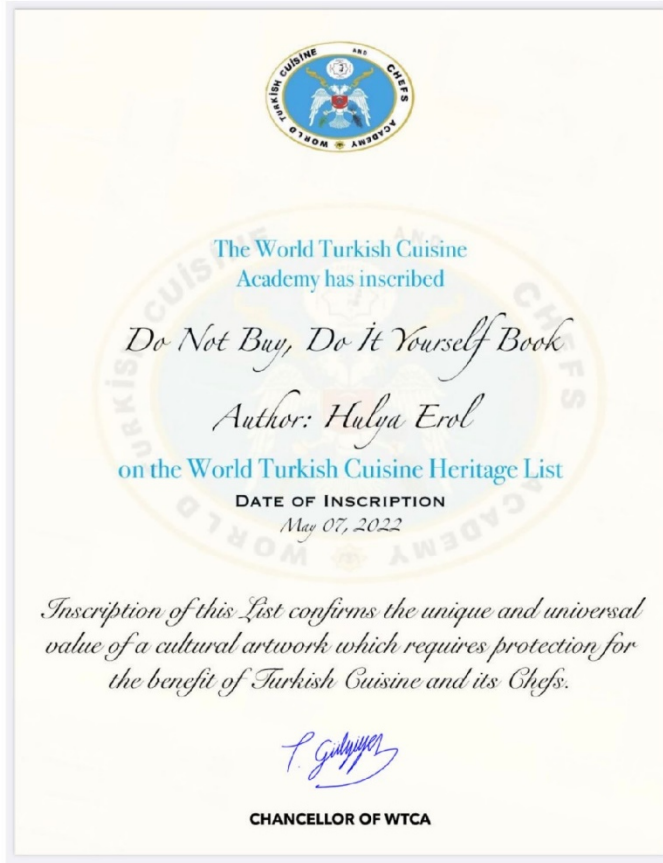 WORLD TURKISH CUİSİNE AND CHEFS ACADEMY
The World Turkish Cuisine
Academy has inscribed
Do Not Buy, Do İt Yourself Book
Author: Hulya Erol
on the World Turkish Cuisine Heritage List
DATE OF INSCRIPTION
May 07, 2022
Inscription of this List confirms the unique and universal
value of a cultural artwork which requires protection for
the benefit of Turkish Cuisine and its Chefs.
CHANCELLOR OF WTCA